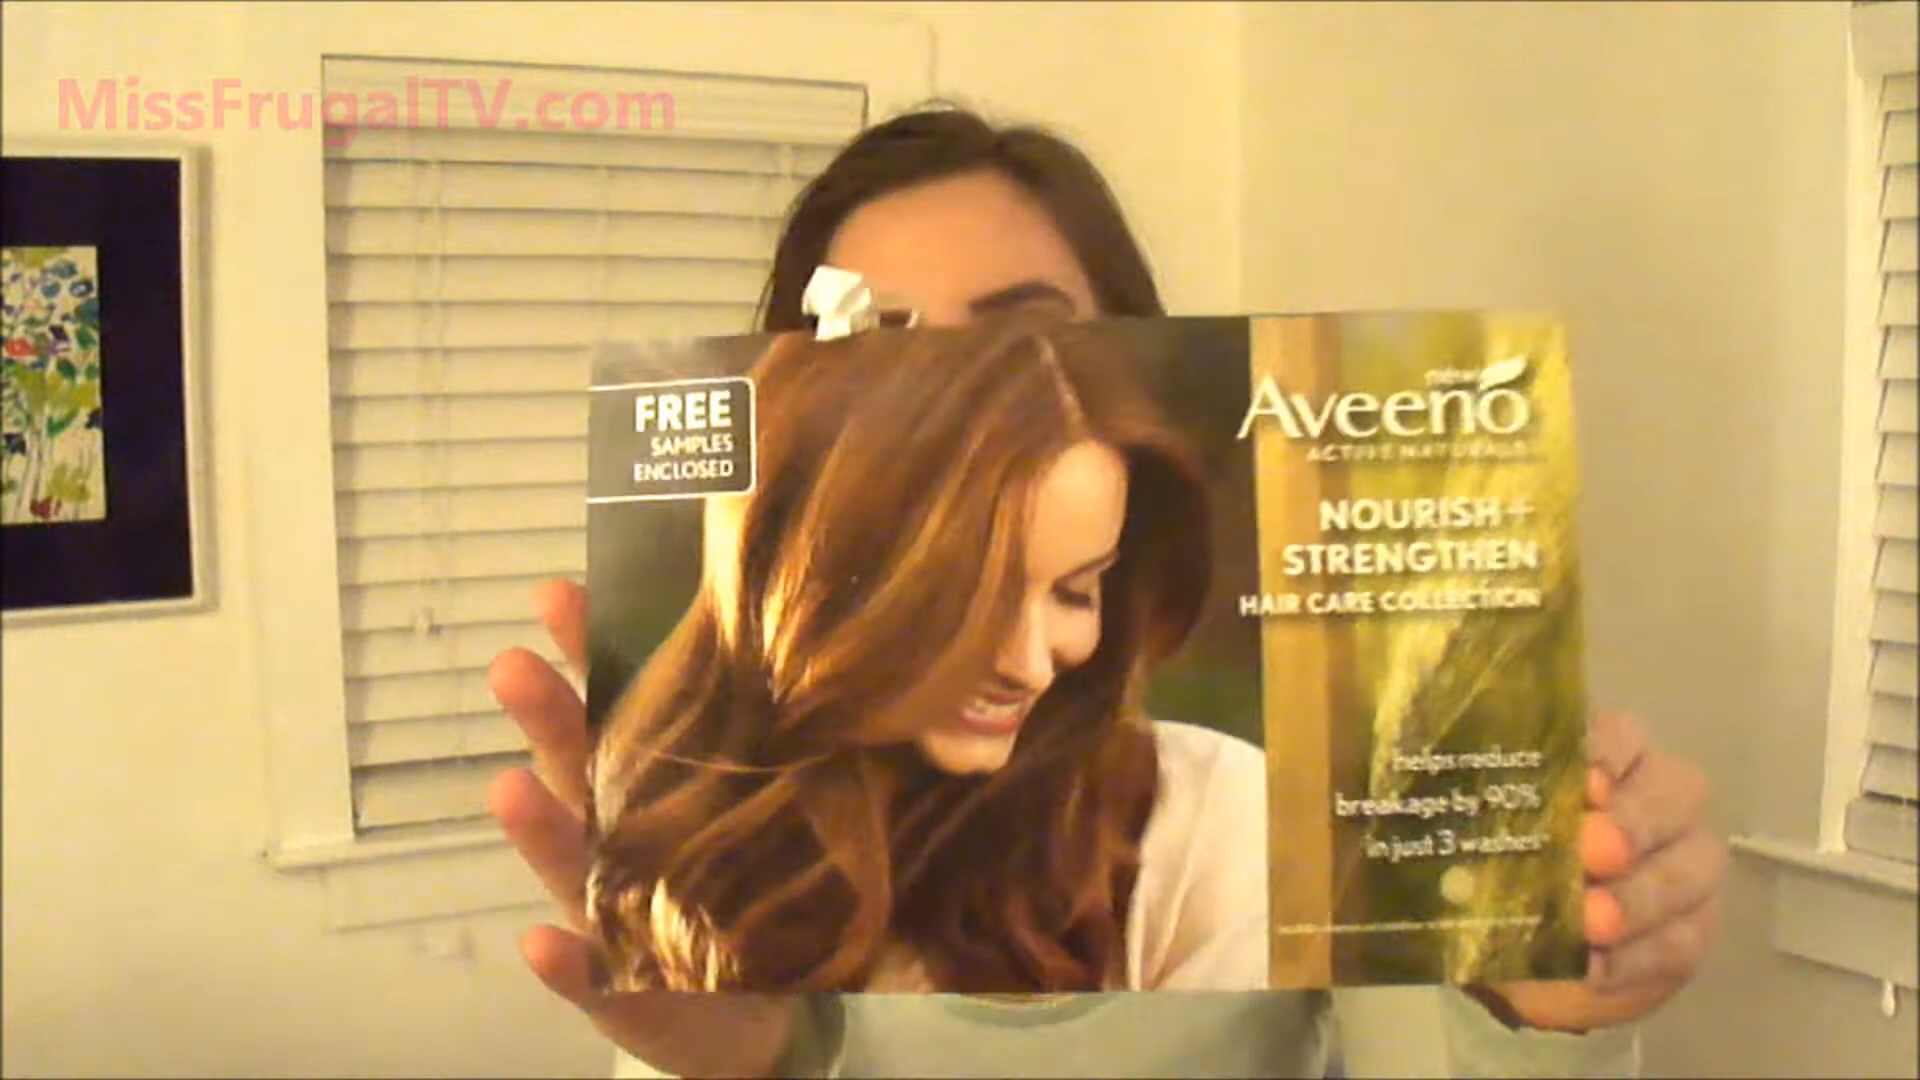 MissFrugalTV.com
FREE
SAMPLES
ENCLOSED
Aveeno
ACTIVE NATURALS
NOURISH+
STRENGTHEN
HAIR CARE COLLECTION
helps reduce
breakage by 90%
in just 3 washes